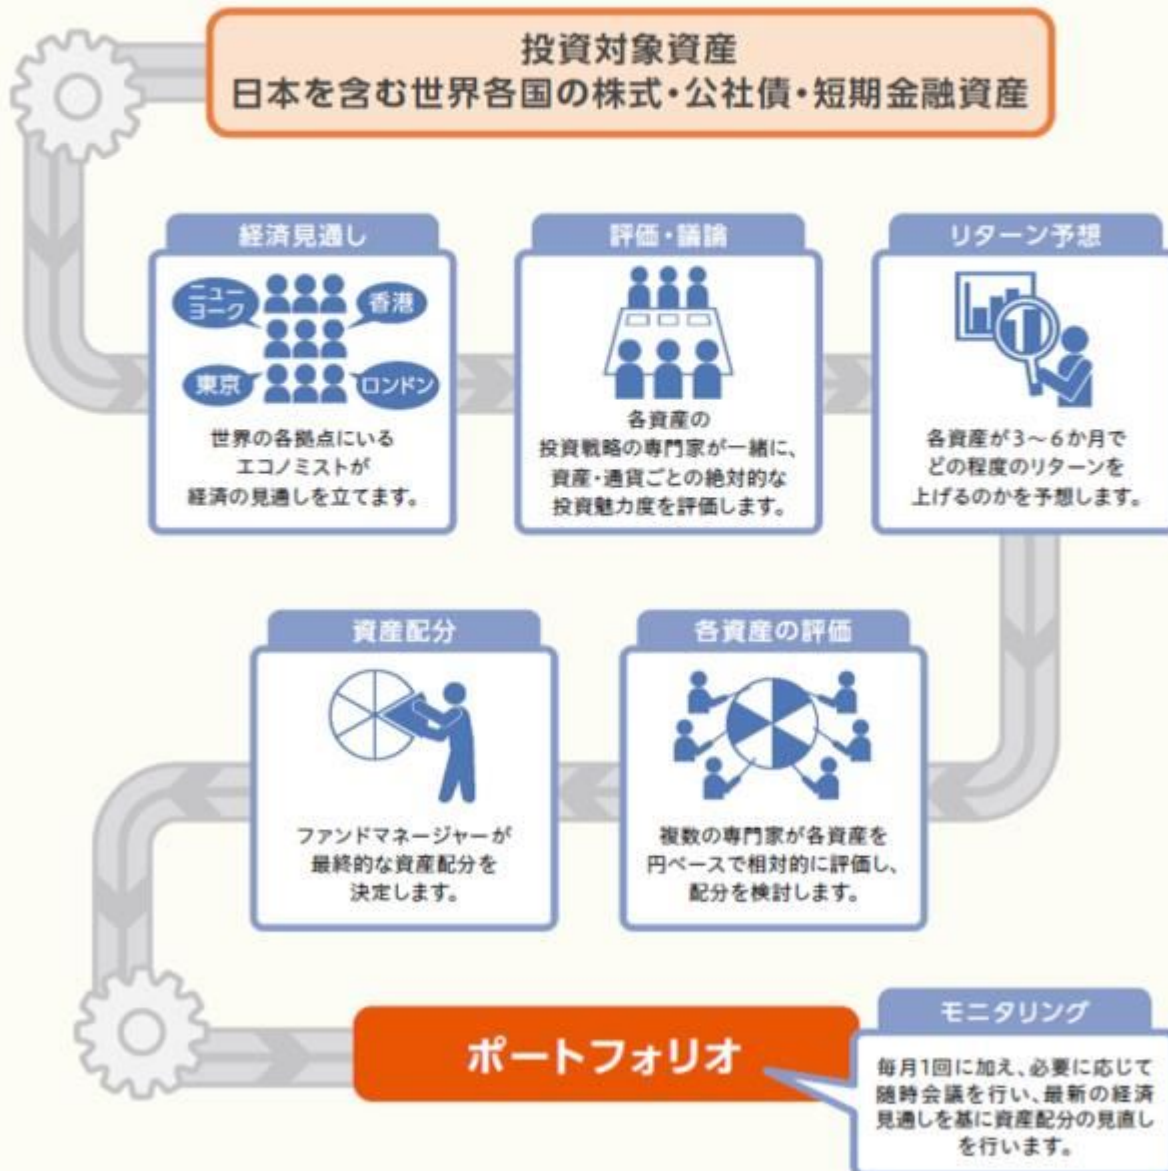 投資対象資産
日本を含む世界各国の株式・公社債・短期金融資産
経済見通し
ニュー
ヨーク
香港
東京
ロンドン
世界の各拠点にいる
エコノミストが
経済の見通しを立てます。
評価・議論
各資産の
投資戦略の専門家が一緒に、
資産・通貨ごとの絶対的な
投資魅力度を評価します。
リターン予想
各資産が3～6か月で
どの程度のリターンを
上げるのかを予想します。
各資産の評価
複数の専門家が各資産を
円ベースで相対的に評価し、
配分を検討します。
資産配分
ファンドマネージャーが
最終的な資産配分を
決定します。
ポートフォリオ
モニタリング
毎月1回に加え、必要に応じて
随時会議を行い、最新の経済
見通しを基に資産配分の見直し
を行います。